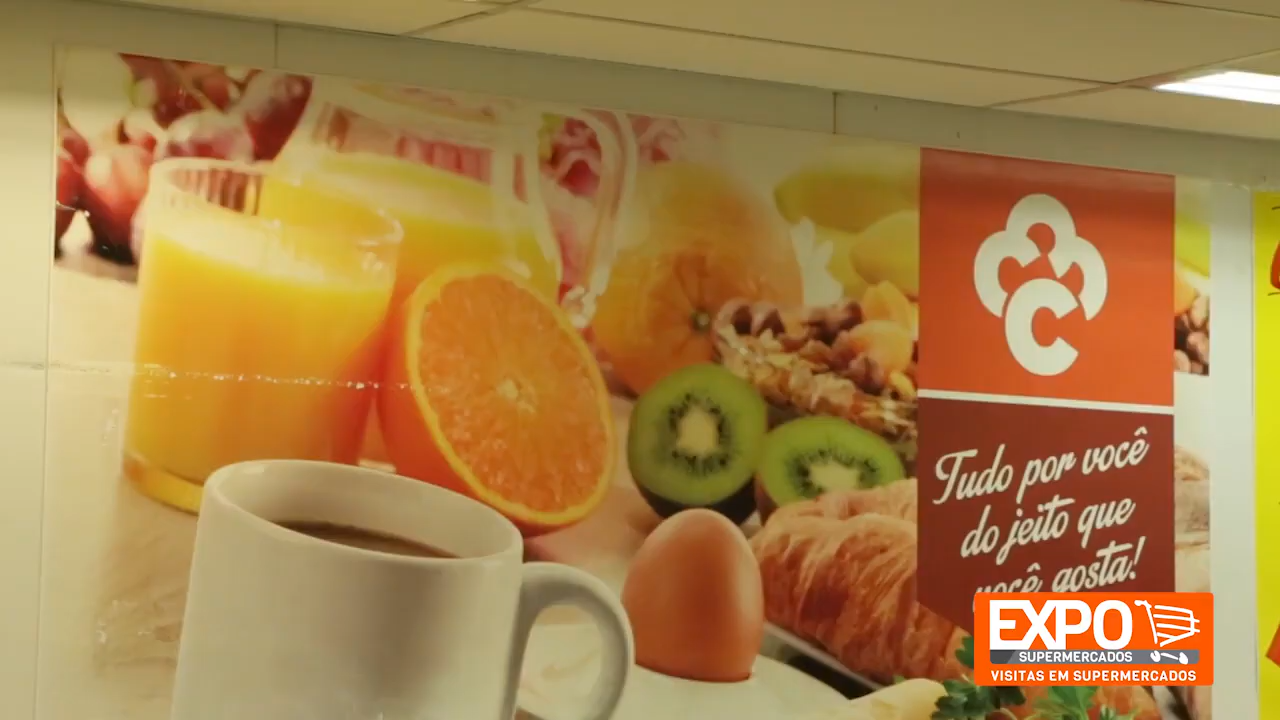 C
Tudo por você
do jeito que
você gosta!
EXPO
SUPERMERCADOS
VISITAS EM SUPERMERCADOS